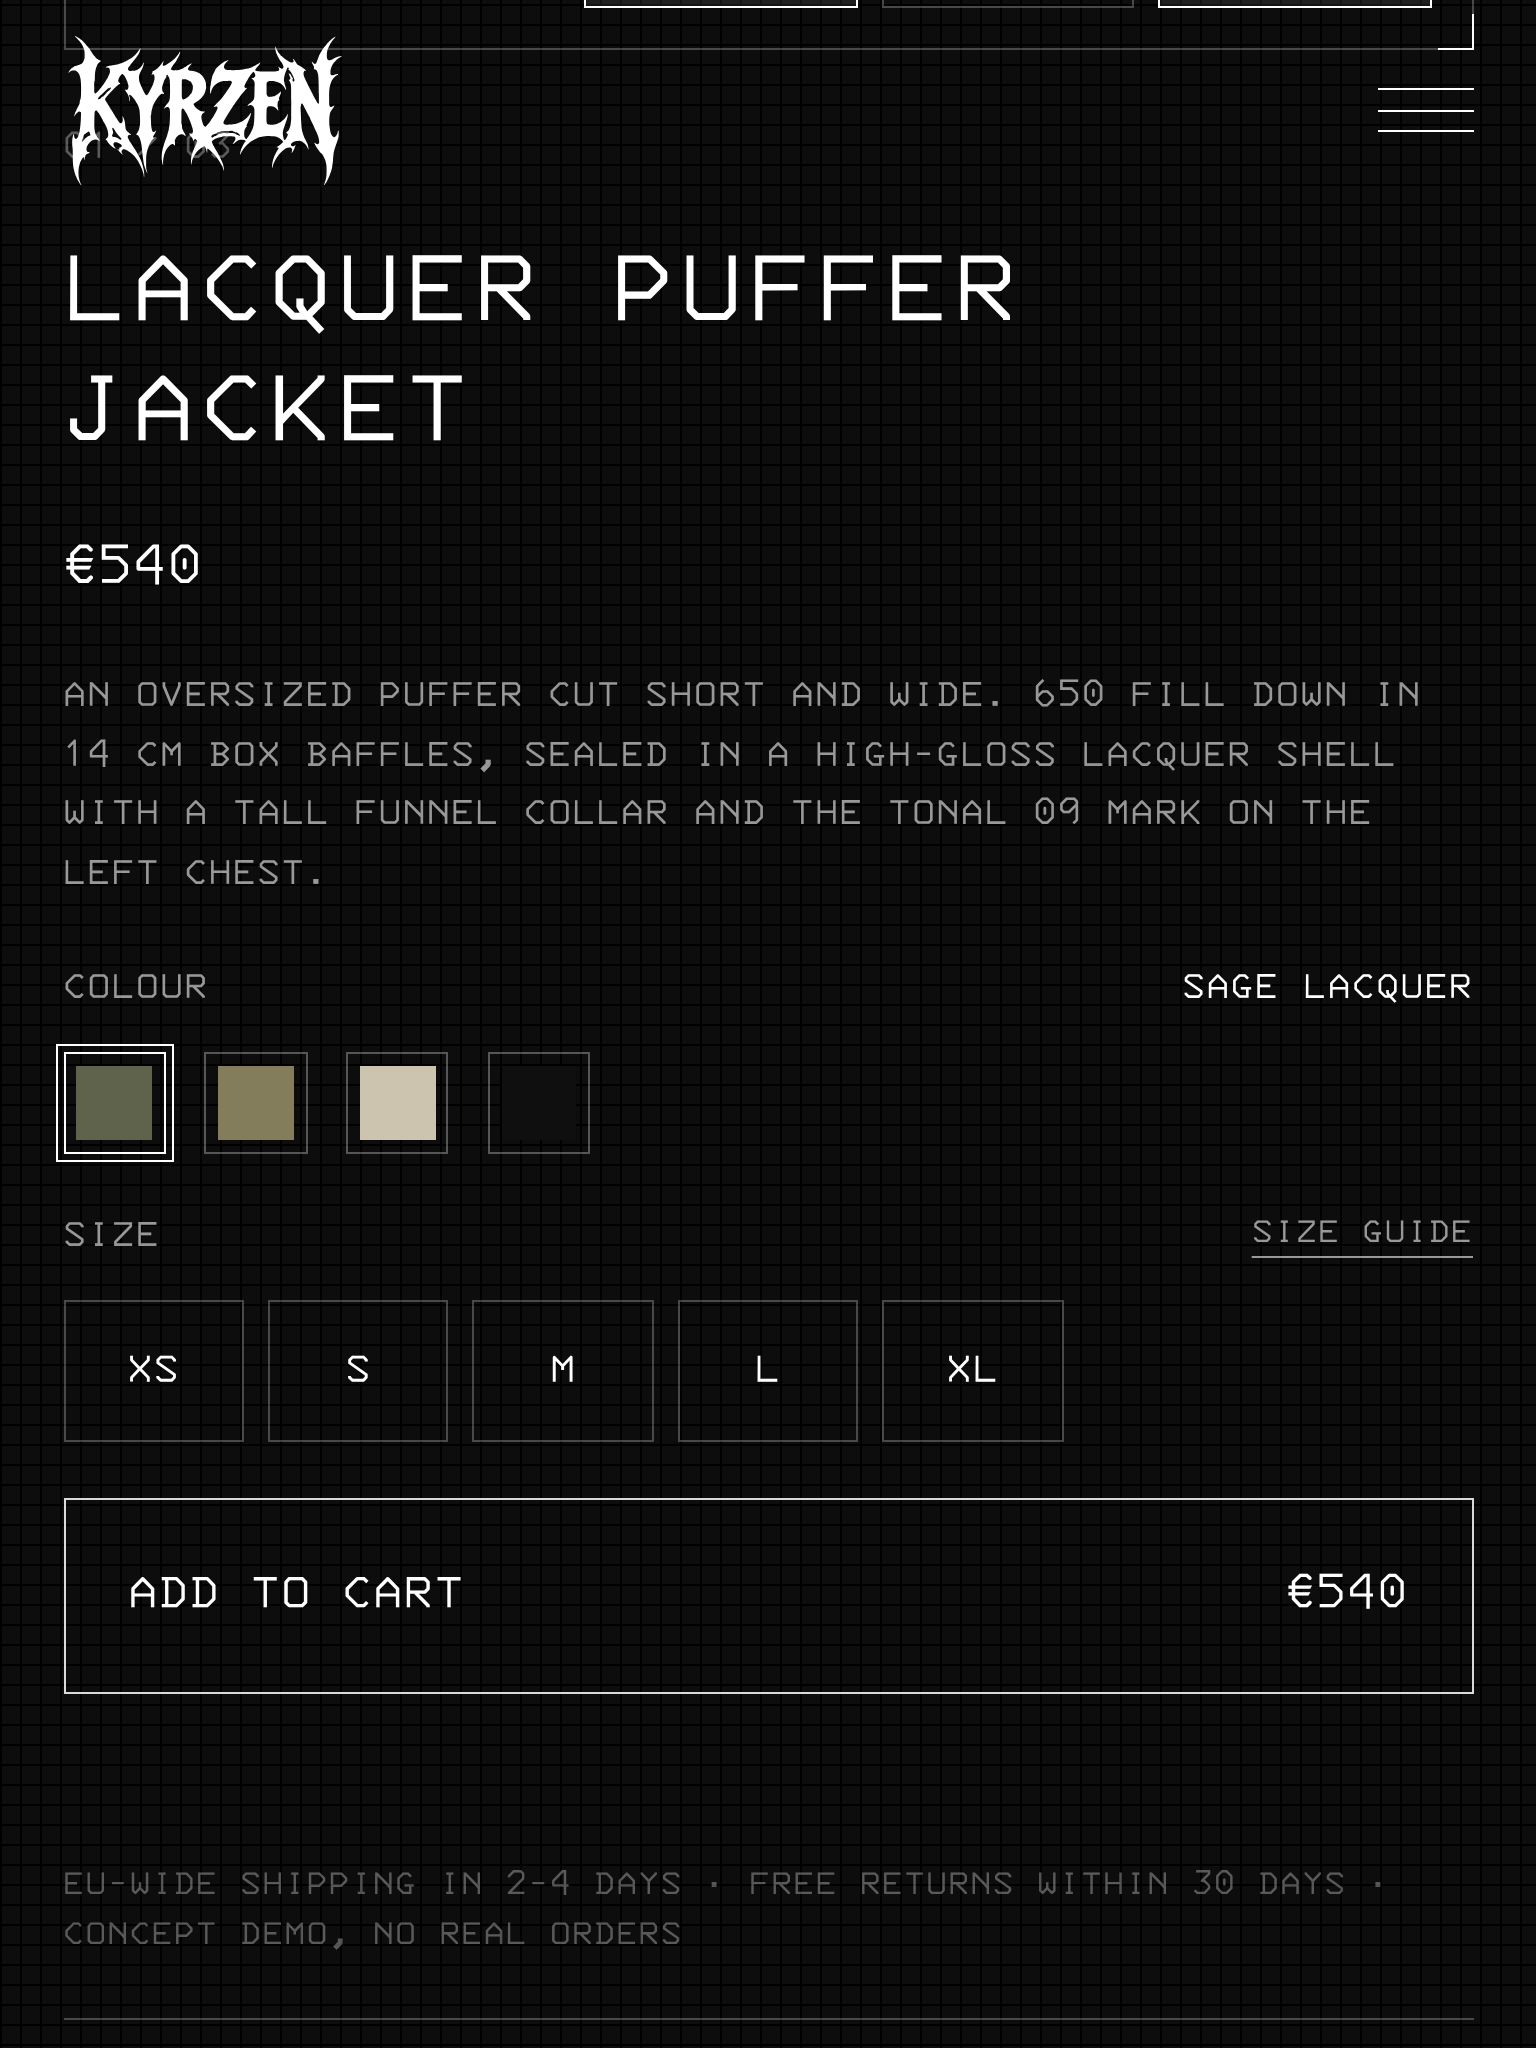 KYRZEN
LACQUER PUFFER
JACKET
€540
AN OVERSIZED PUFFER CUT SHORT AND WIDE. 650 FILL DOWN IN
14 CM BOX BAFFLES, SEALED IN A HIGH-GLOSS LACQUER SHELL
WITH A TALL FUNNEL COLLAR AND THE TONAL 09 MARK ON THE
LEFT CHEST.
COLOUR SAGE LACQUER
SIZE SIZE GUIDE
XS S M L XL
ADD TO CART €540
EU-WIDE SHIPPING IN 2-4 DAYS · FREE RETURNS WITHIN 30 DAYS ·
CONCEPT DEMO, NO REAL ORDERS